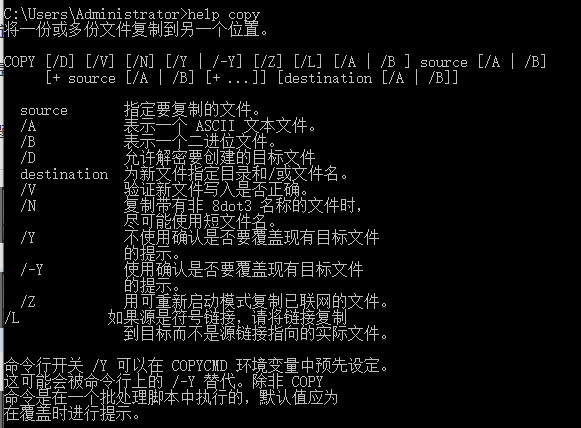 C:\Users\Administrator>help copy
将一份或多份文件复制到另一个位置。
COPY [/D] [/V] [/N] [/Y | /-Y] [/Z] [/L] [/A | /B ] source [/A | /B]
[+ source [/A | /B] [+ ...]] [destination [/A | /B]]
source 指定要复制的文件。
/A 表示一个 ASCII 文本文件。
/B 表示一个二进位文件。
/D 允许解密要创建的目标文件
destination 为新文件指定目录和/或文件名。
/V 验证新文件写入是否正确。
/N 复制带有非 8dot3 名称的文件时，
尽可能使用短文件名。
/Y 不使用确认是否要覆盖现有目标文件
的提示。
/-Y 使用确认是否要覆盖现有目标文件
的提示。
/Z 用可重新启动模式复制已联网的文件。
/L 如果源是符号链接，请将链接复制
到目标而不是源链接指向的实际文件。
命令行开关 /Y 可以在 COPYCMD 环境变量中预先设定。
这可能会被命令行上的 /-Y 替代。除非 COPY
命令是在一个批处理脚本中执行的，默认值应为
在覆盖时进行提示。